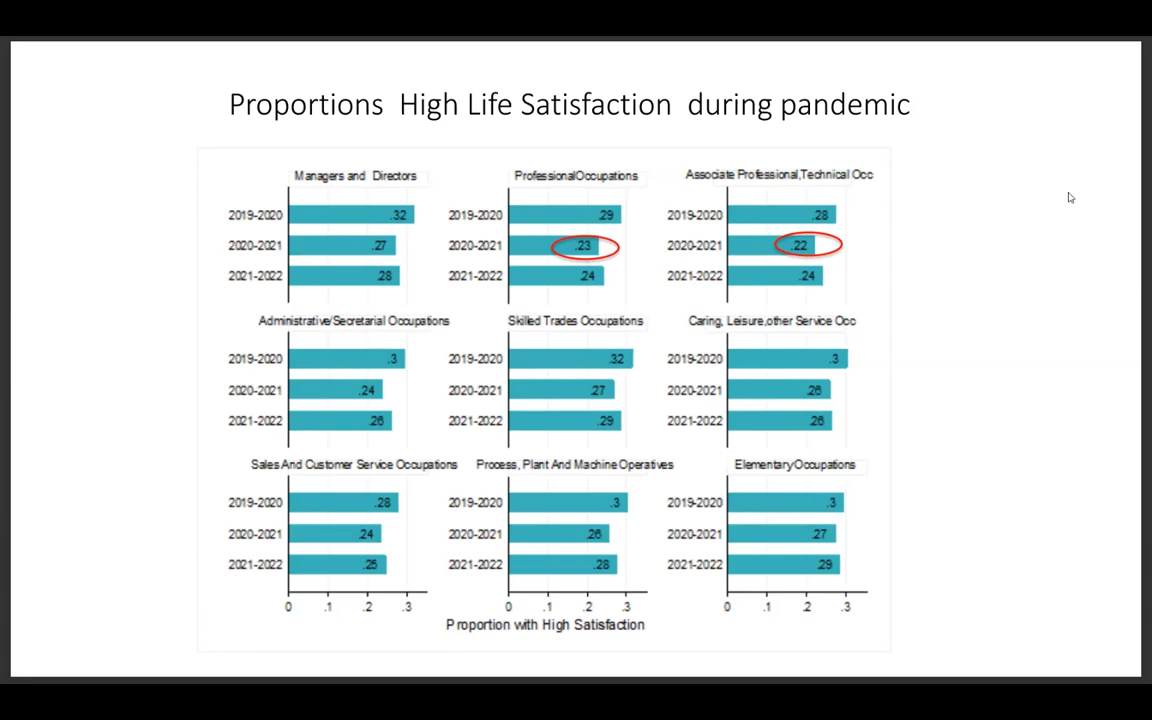 Proportions  High Life Satisfaction  during pandemic
Managers and  Directors
2019-2020 .32
2020-2021 .27
2021-2022 .28
ProfessionalOccupations
2019-2020 .29
2020-2021 .23
2021-2022 .24
Associate Professional,Technical Occ
2019-2020 .28
2020-2021 .22
2021-2022 .24
Administrative/Secretarial Occupations
2019-2020 .3
2020-2021 .24
2021-2022 .26
Skilled Trades Occupations
2019-2020 .32
2020-2021 .27
2021-2022 .29
Caring, Leisure,other Service Occ
2019-2020 .3
2020-2021 .26
2021-2022 .26
Sales And Customer Service Occupations
2019-2020 .28
2020-2021 .24
2021-2022 .25
0 .1 .2 .3
Process, Plant And Machine Operatives
2019-2020 .3
2020-2021 .26
2021-2022 .28
0 .1 .2 .3
ElementaryOccupations
2019-2020 .3
2020-2021 .27
2021-2022 .29
0 .1 .2 .3
Proportion with High Satisfaction